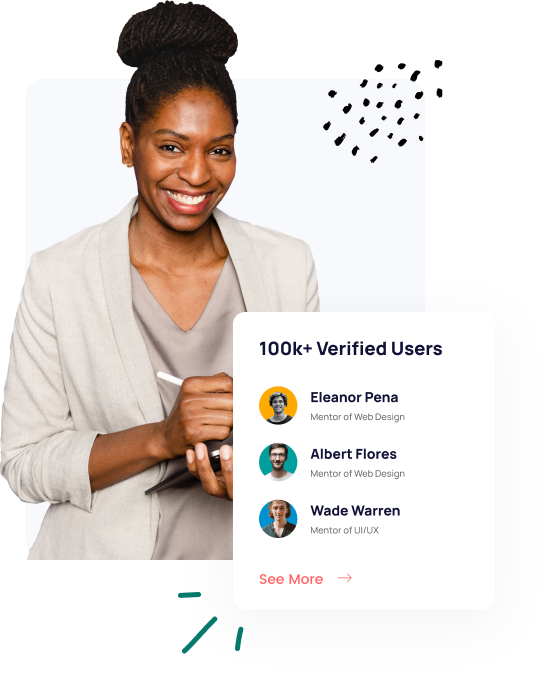 100k+ Verified Users
Eleanor Pena
Mentor of Web Design
Albert Flores
Mentor of Web Design
Wade Warren
Mentor of UI/UX
See More